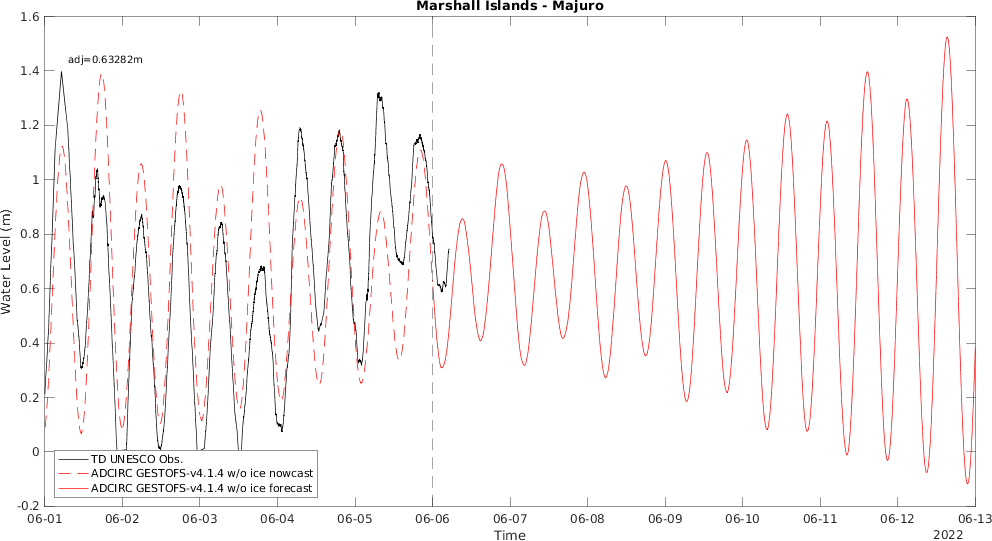 Marshall Islands - Majuro
adj=0.63282m
Water Level (m)
1.6
1.4
1.2
1
0.8
0.6
0.4
0.2
0
-0.2
TD UNESCO Obs.
ADCIRC GESTOFS-v4.1.4 w/o ice nowcast
ADCIRC GESTOFS-v4.1.4 w/o ice forecast
06-01 06-02 06-03 06-04 06-05 06-06 06-07 06-08 06-09 06-10 06-11 06-12 06-13
Time
2022